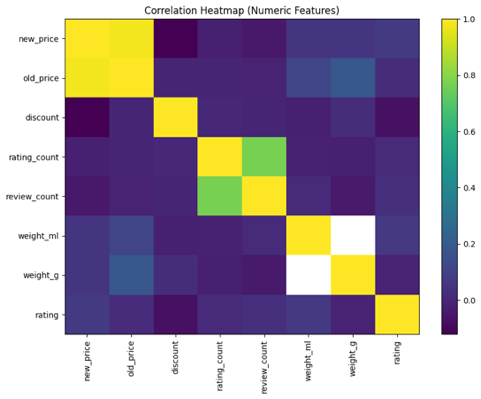 Correlation Heatmap (Numeric Features)
new_price
old_price
discount
rating_count
review_count
weight_ml
weight_g
rating
new_price
old_price
discount
rating_count
review_count
weight_ml
weight_g
rating
1.0
0.8
0.6
0.4
0.2
0.0